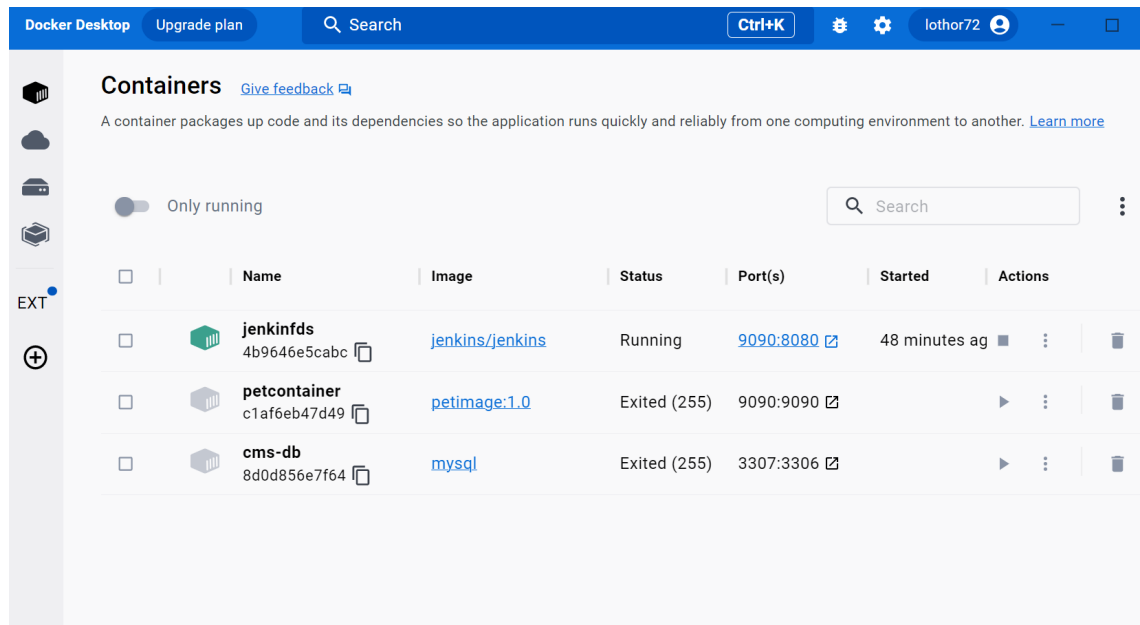 Docker Desktop Upgrade plan Search Ctrl+K lothor72
Containers Give feedback
A container packages up code and its dependencies so the application runs quickly and reliably from one computing environment to another. Learn more
Only running Search
EXT
Name Image Status Port(s) Started Actions
jenkinfds
4b9646e5cabc jenkins/jenkins Running 9090:8080 48 minutes ag
petcontainer
c1af6eb47d49 petimage:1.0 Exited (255) 9090:9090
cms-db
8d0d856e7f64 mysql Exited (255) 3307:3306